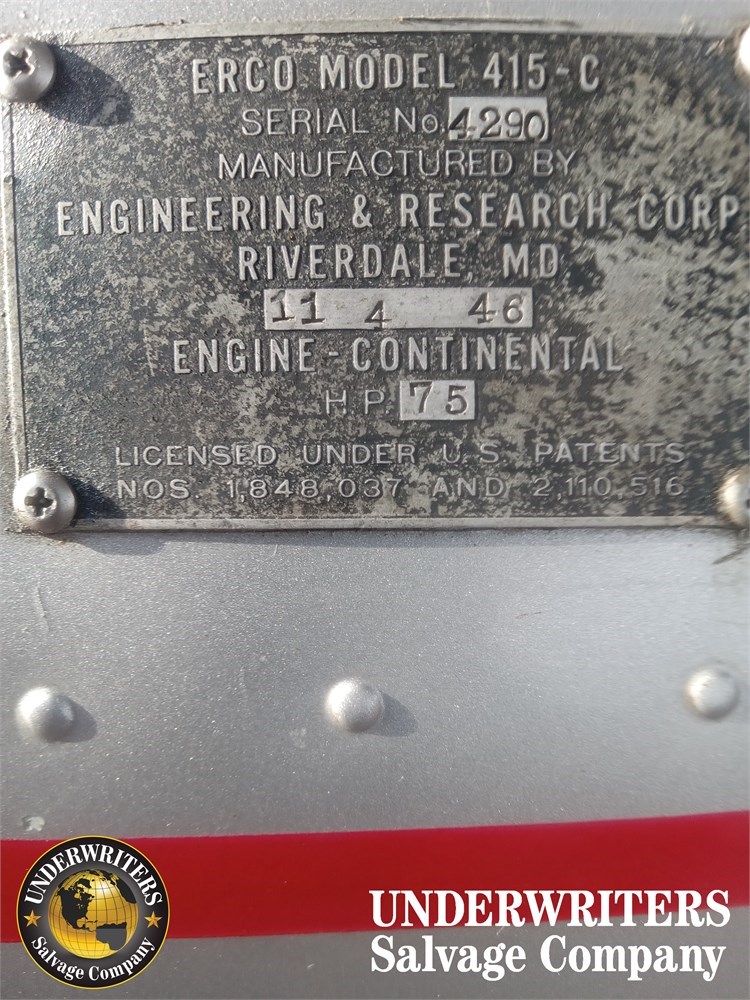 ERCO MODEL 415-C
SERIAL No. 4290
MANUFACTURED BY
ENGINEERING & RESEARCH CORP
RIVERDALE, MD.
11 4 46
ENGINE-CONTINENTAL
H.P. 75
LICENSED UNDER U.S. PATENTS
NOS. 1,848,037 AND 2,110,516
UNDERWRITERS
Salvage Company
UNDERWRITERS
Salvage Company